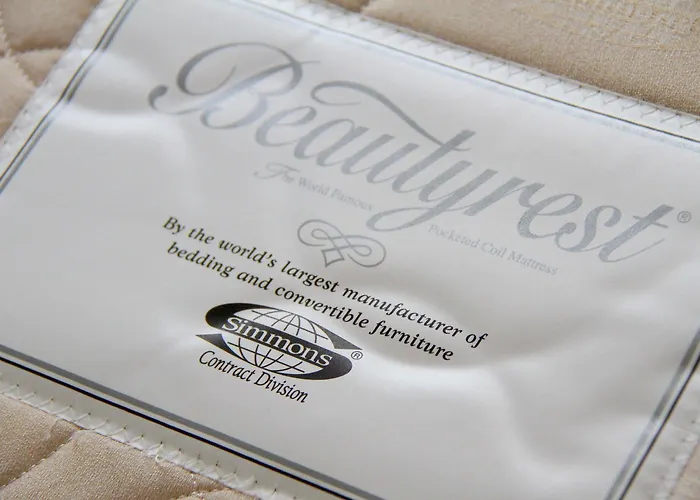 Beautyrest®
The World Famous Pocketed Coil Mattress
By the world's largest manufacturer of
bedding and convertible furniture
Simmons®
Contract Division